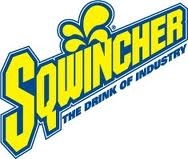 SQWINCHER
THE DRINK OF INDUSTRY